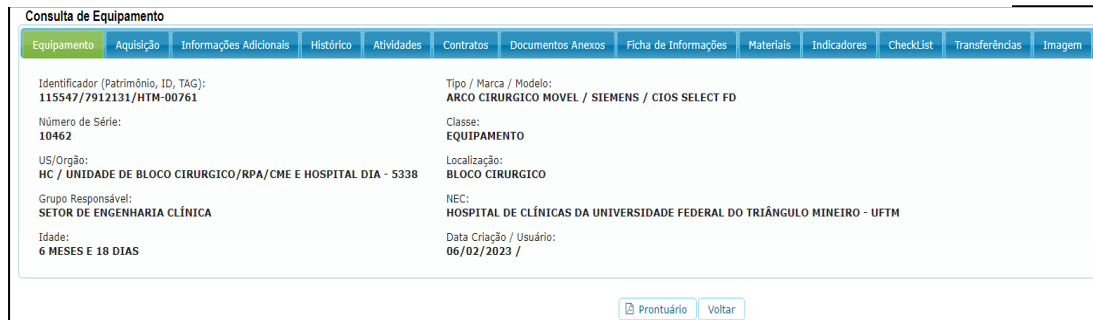 Consulta de Equipamento
Equipamento Aquisição Informações Adicionais Histórico Atividades Contratos Documentos Anexos Ficha de Informações Materiais Indicadores CheckList Transferências Imagem
Identificador (Patrimônio, ID, TAG):
115547/7912131/HTM-00761
Tipo / Marca / Modelo:
ARCO CIRURGICO MOVEL / SIEMENS / CIOS SELECT FD
Número de Série:
10462
Classe:
EQUIPAMENTO
US/Orgão:
HC / UNIDADE DE BLOCO CIRURGICO/RPA/CME E HOSPITAL DIA - 5338
Localização:
BLOCO CIRURGICO
Grupo Responsável:
SETOR DE ENGENHARIA CLÍNICA
NEC:
HOSPITAL DE CLÍNICAS DA UNIVERSIDADE FEDERAL DO TRIÂNGULO MINEIRO - UFTM
Idade:
6 MESES E 18 DIAS
Data Criação / Usuário:
06/02/2023 /
Prontuário Voltar